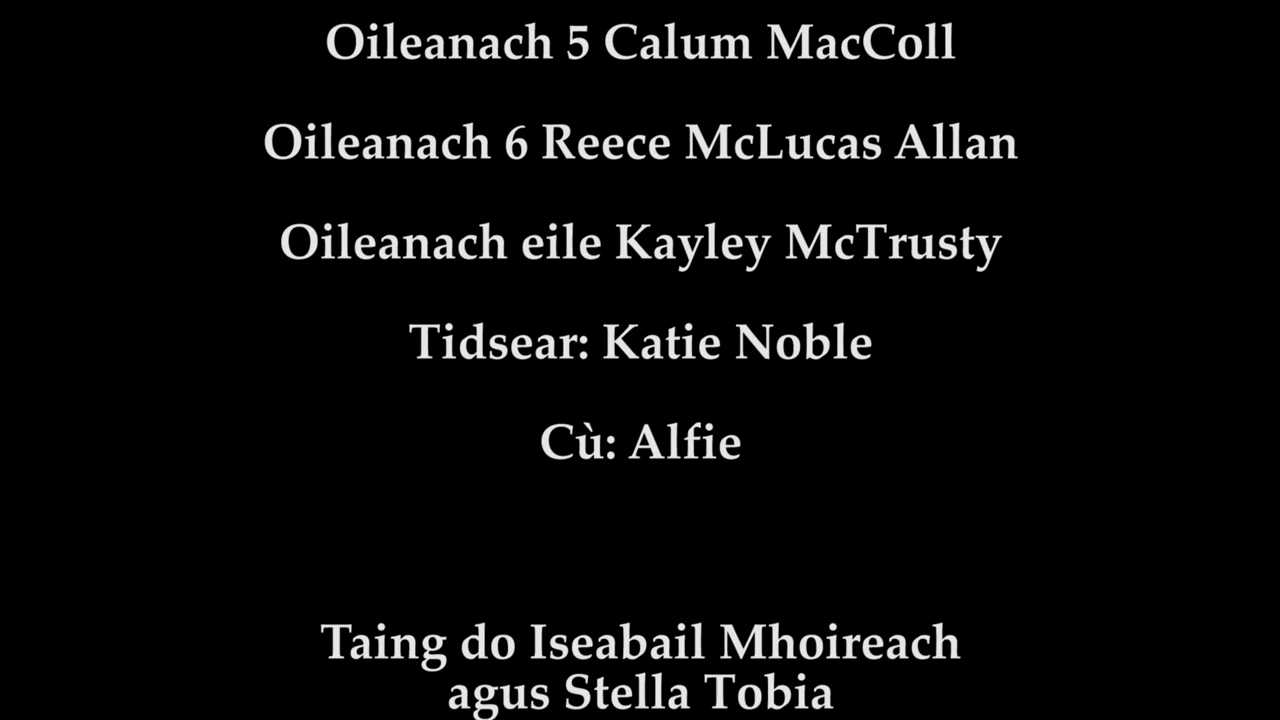 Oileanach 5 Calum MacColl
Oileanach 6 Reece McLucas Allan
Oileanach eile Kayley McTrusty
Tidsear: Katie Noble
Cù: Alfie
Taing do Iseabail Mhoireach
agus Stella Tobia